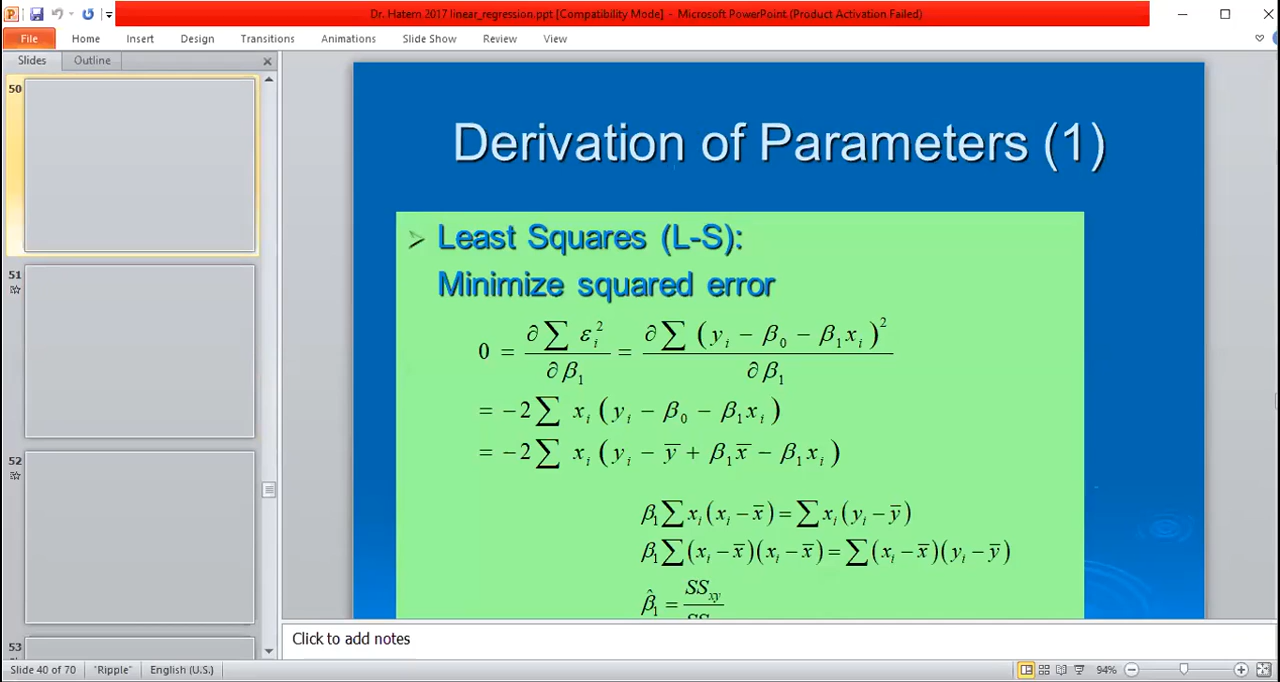 Dr. Hatem 2017 linear_regression.ppt [Compatibility Mode] - Microsoft PowerPoint (Product Activation Failed)
File Home Insert Design Transitions Animations Slide Show Review View
Slides Outline
50
51
52
53
Derivation of Parameters (1)
➢ Least Squares (L-S):
Minimize squared error
0 = ∂∑ε_i^2 / ∂β_1 = ∂∑(y_i − β_0 − β_1x_i)^2 / ∂β_1
= −2∑ x_i (y_i − β_0 − β_1x_i)
= −2∑ x_i (y_i − y̅ + β_1x̅ − β_1x_i)
β_1∑x_i(x_i − x̅) = ∑x_i(y_i − y̅)
β_1∑(x_i − x̅)(x_i − x̅) = ∑(x_i − x̅)(y_i − y̅)
β̂_1 = SS_xy / SS
Click to add notes
Slide 40 of 70 "Ripple" English (U.S.) 94%